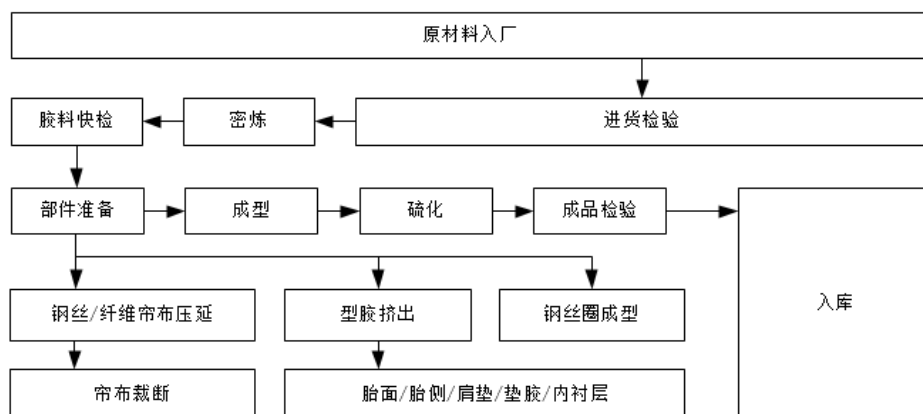 原材料入厂
胶料快检
密炼
进货检验
部件准备
成型
硫化
成品检验
入库
钢丝/纤维帘布压延
型胶挤出
钢丝圈成型
帘布裁断
胎面/胎侧/肩垫/垫胶/内衬层